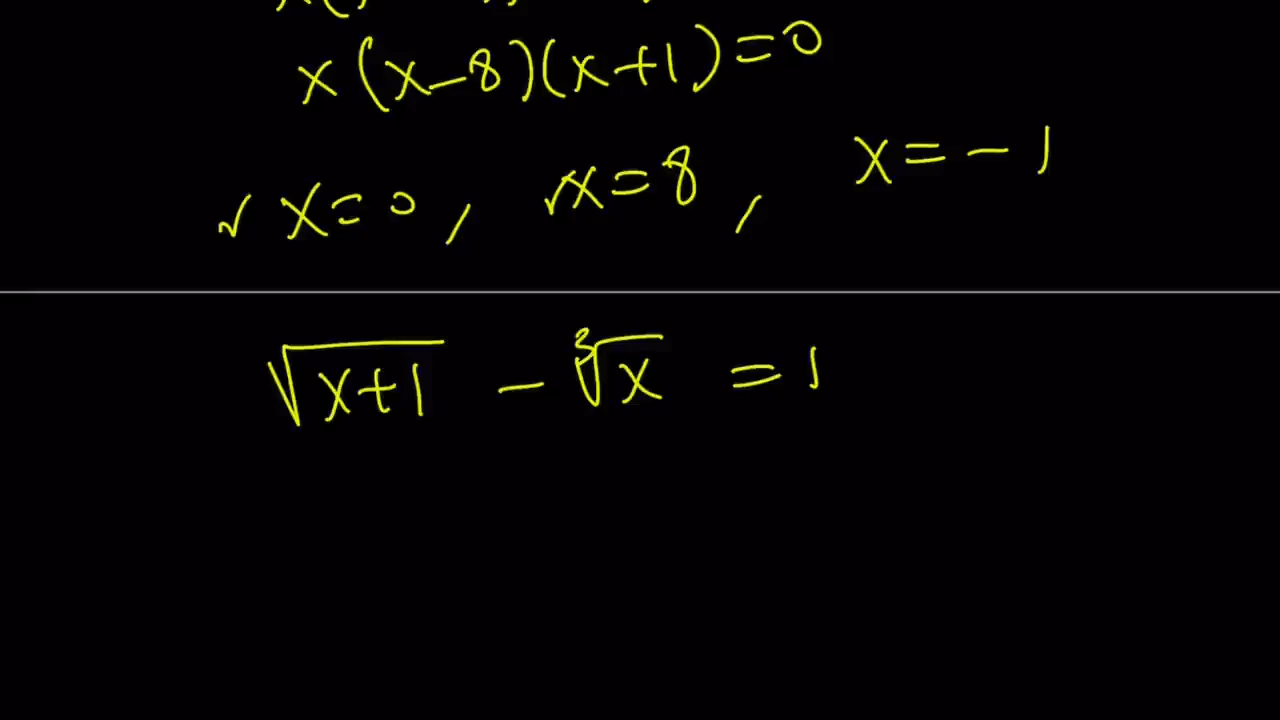 x(x-8)(x+1)=0
√ x=0, √x=8, x=-1
√(x+1) - ∛x = 1